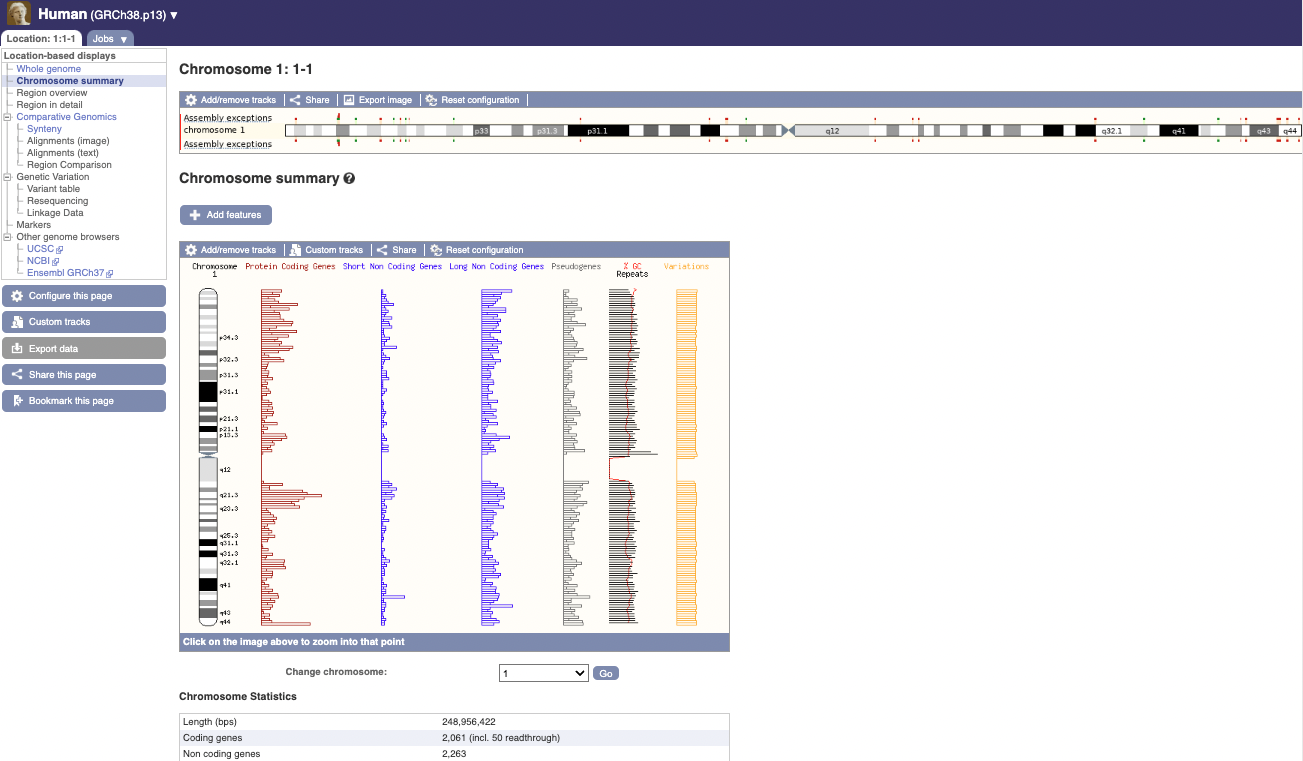 Human (GRCh38.p13) ▼
Location: 1:1-1
Jobs ▼
Location-based displays
Whole genome
Chromosome summary
Region overview
Region in detail
Comparative Genomics
Synteny
Alignments (image)
Alignments (text)
Region Comparison
Genetic Variation
Variant table
Resequencing
Linkage Data
Markers
Other genome browsers
UCSC
NCBI
Ensembl GRCh37
Configure this page
Custom tracks
Export data
Share this page
Bookmark this page
Chromosome 1: 1-1
Add/remove tracks Share Export image Reset configuration
Assembly exceptions
chromosome 1 p33 p31.3 p31.1 q12 q32.1 q41 q43 q44
Assembly exceptions
Chromosome summary
Add features
Add/remove tracks Custom tracks Share Reset configuration
Chromosome Protein Coding Genes Short Non Coding Genes Long Non Coding Genes Pseudogenes % GC Variations
1 Repeats
p34.3
p32.3
p31.3
p31.1
p21.3
p21.1
p13.3
q12
q21.3
q23.3
q25.3
q31.1
q31.3
q32.1
q41
q43
q44
Click on the image above to zoom into that point
Change chromosome: 1 Go
Chromosome Statistics
Length (bps) 248,956,422
Coding genes 2,061 (incl. 50 readthrough)
Non coding genes 2,263